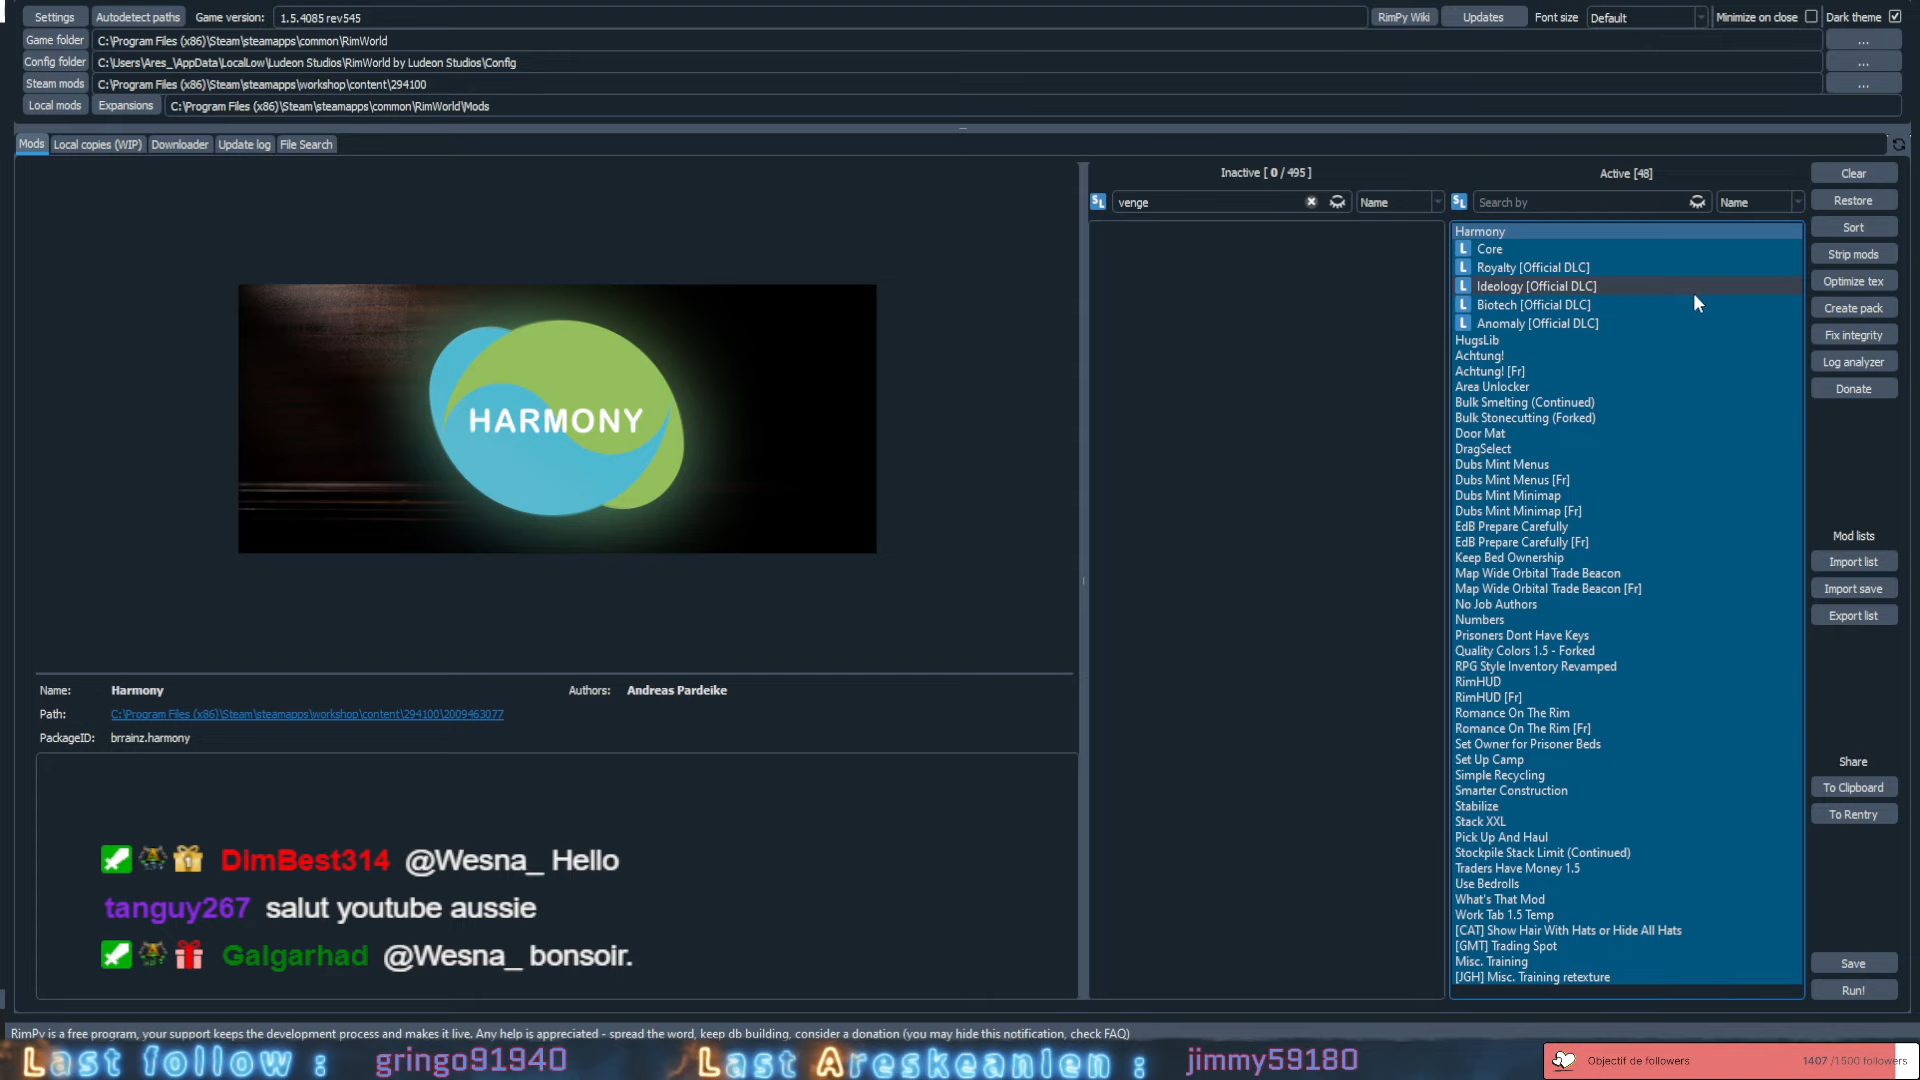 Settings Autodetect paths Game version: 1.5.4085 rev545 RimPy Wiki Updates Font size Default Minimize on close Dark theme
Game folder C:\Program Files (x86)\Steam\steamapps\common\RimWorld ...
Config folder C:\Users\Ares_\AppData\LocalLow\Ludeon Studios\RimWorld by Ludeon Studios\Config ...
Steam mods C:\Program Files (x86)\Steam\steamapps\workshop\content\294100 ...
Local mods Expansions C:\Program Files (x86)\Steam\steamapps\common\RimWorld\Mods
Mods Local copies (WIP) Downloader Update log File Search
HARMONY
Name: Harmony Authors: Andreas Pardeike
Path: C:\Program Files (x86)\Steam\steamapps\workshop\content\294100\2009463077
PackageID: brrainz.harmony
DimBest314 @Wesna_ Hello
tanguy267 salut youtube aussie
Galgarhad @Wesna_ bonsoir.
Inactive [ 0 / 495 ]
SL venge Name
Active [48]
SL Search by Name
Harmony
L Core
L Royalty [Official DLC]
L Ideology [Official DLC]
L Biotech [Official DLC]
L Anomaly [Official DLC]
HugsLib
Achtung!
Achtung! [Fr]
Area Unlocker
Bulk Smelting (Continued)
Bulk Stonecutting (Forked)
Door Mat
DragSelect
Dubs Mint Menus
Dubs Mint Menus [Fr]
Dubs Mint Minimap
Dubs Mint Minimap [Fr]
EdB Prepare Carefully
EdB Prepare Carefully [Fr]
Keep Bed Ownership
Map Wide Orbital Trade Beacon
Map Wide Orbital Trade Beacon [Fr]
No Job Authors
Numbers
Prisoners Dont Have Keys
Quality Colors 1.5 - Forked
RPG Style Inventory Revamped
RimHUD
RimHUD [Fr]
Romance On The Rim
Romance On The Rim [Fr]
Set Owner for Prisoner Beds
Set Up Camp
Simple Recycling
Smarter Construction
Stabilize
Stack XXL
Pick Up And Haul
Stockpile Stack Limit (Continued)
Traders Have Money 1.5
Use Bedrolls
What's That Mod
Work Tab 1.5 Temp
[CAT] Show Hair With Hats or Hide All Hats
[GMT] Trading Spot
Misc. Training
[JGH] Misc. Training retexture
Clear
Restore
Sort
Strip mods
Optimize tex
Create pack
Fix integrity
Log analyzer
Donate
Mod lists
Import list
Import save
Export list
Share
To Clipboard
To Rentry
Save
Run!
RimPy is a free program, your support keeps the development process and makes it live. Any help is appreciated - spread the word, keep db building, consider a donation (you may hide this notification, check FAQ)
Last follow : gringo91940 Last Areskeanien : jimmy59180
Objectif de followers 1407 /1500 followers